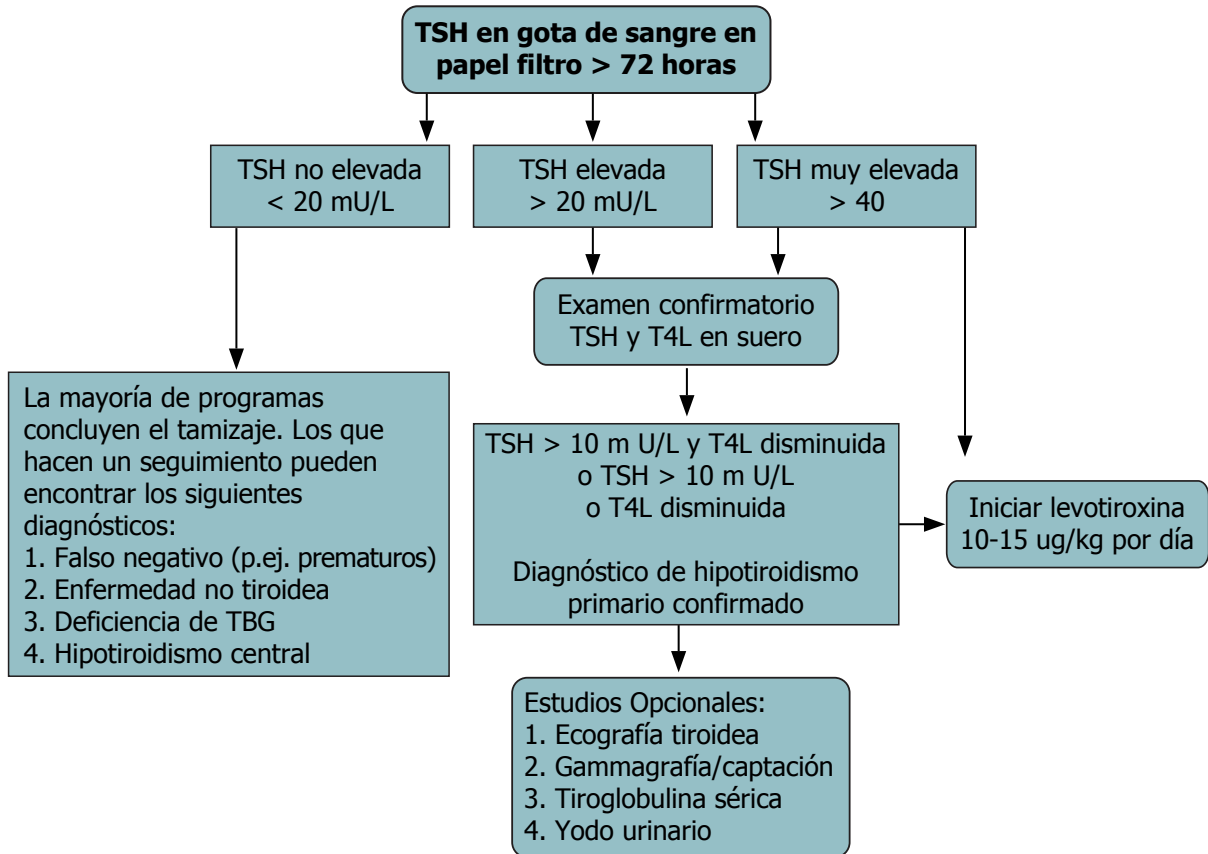 TSH en gota de sangre en
papel filtro > 72 horas
TSH no elevada
< 20 mU/L
TSH elevada
> 20 mU/L
TSH muy elevada
> 40
Examen confirmatorio
TSH y T4L en suero
La mayoría de programas
concluyen el tamizaje. Los que
hacen un seguimiento pueden
encontrar los siguientes
diagnósticos:
1. Falso negativo (p.ej. prematuros)
2. Enfermedad no tiroidea
3. Deficiencia de TBG
4. Hipotiroidismo central
TSH > 10 m U/L y T4L disminuida
o TSH > 10 m U/L
o T4L disminuida
Diagnóstico de hipotiroidismo
primario confirmado
Iniciar levotiroxina
10-15 ug/kg por día
Estudios Opcionales:
1. Ecografía tiroidea
2. Gammagrafía/captación
3. Tiroglobulina sérica
4. Yodo urinario